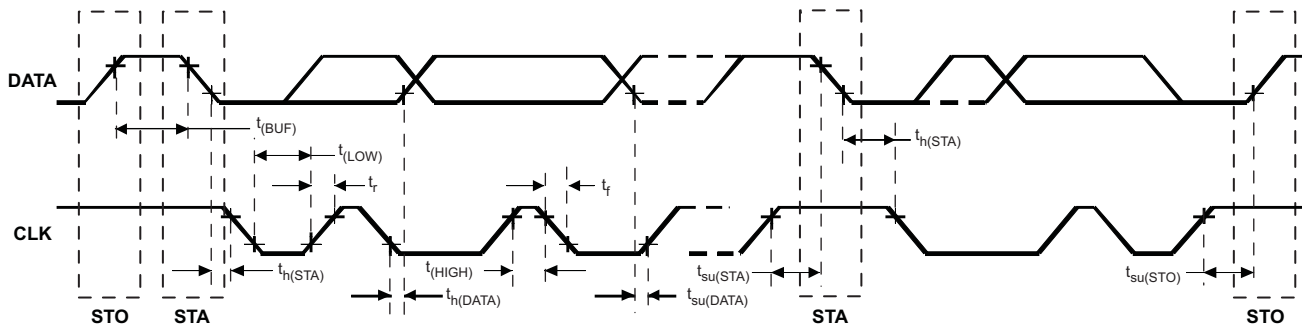 DATA
t(BUF)
t(LOW)
th(STA)
tr
tf
CLK
th(STA)
t(HIGH)
th(DATA)
tsu(DATA)
tsu(STA)
tsu(STO)
STO
STA
STA
STO